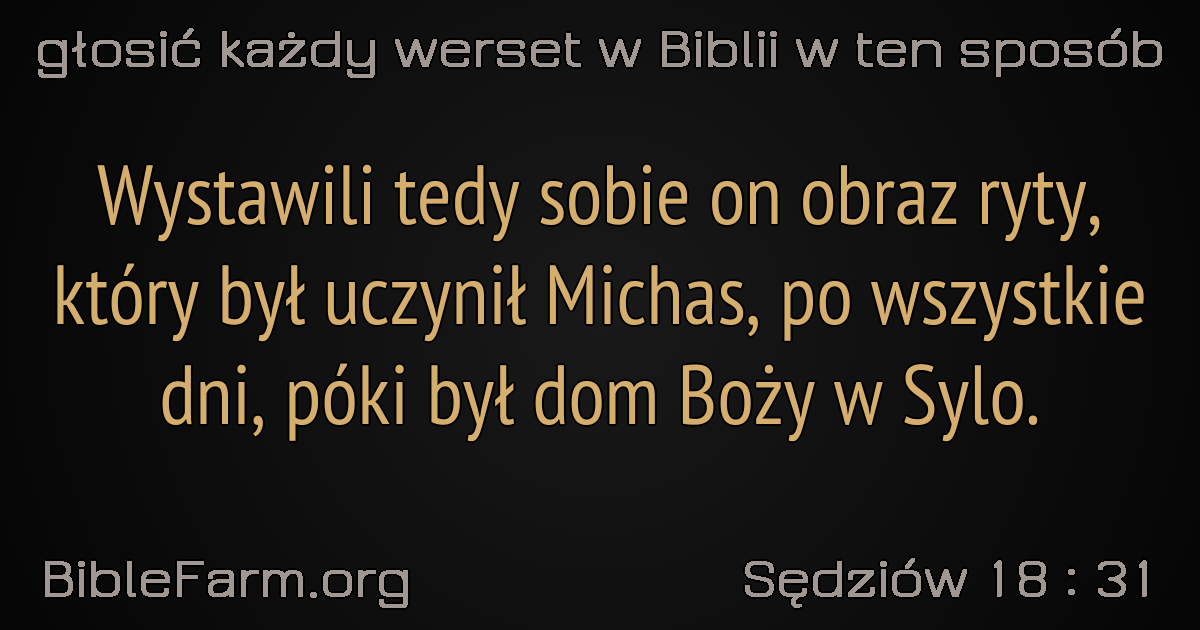 głosić każdy werset w Biblii w ten sposób
Wystawili tedy sobie on obraz ryty,
który był uczynił Michas, po wszystkie
dni, póki był dom Boży w Sylo.
BibleFarm.org
Sędziów 18 : 31